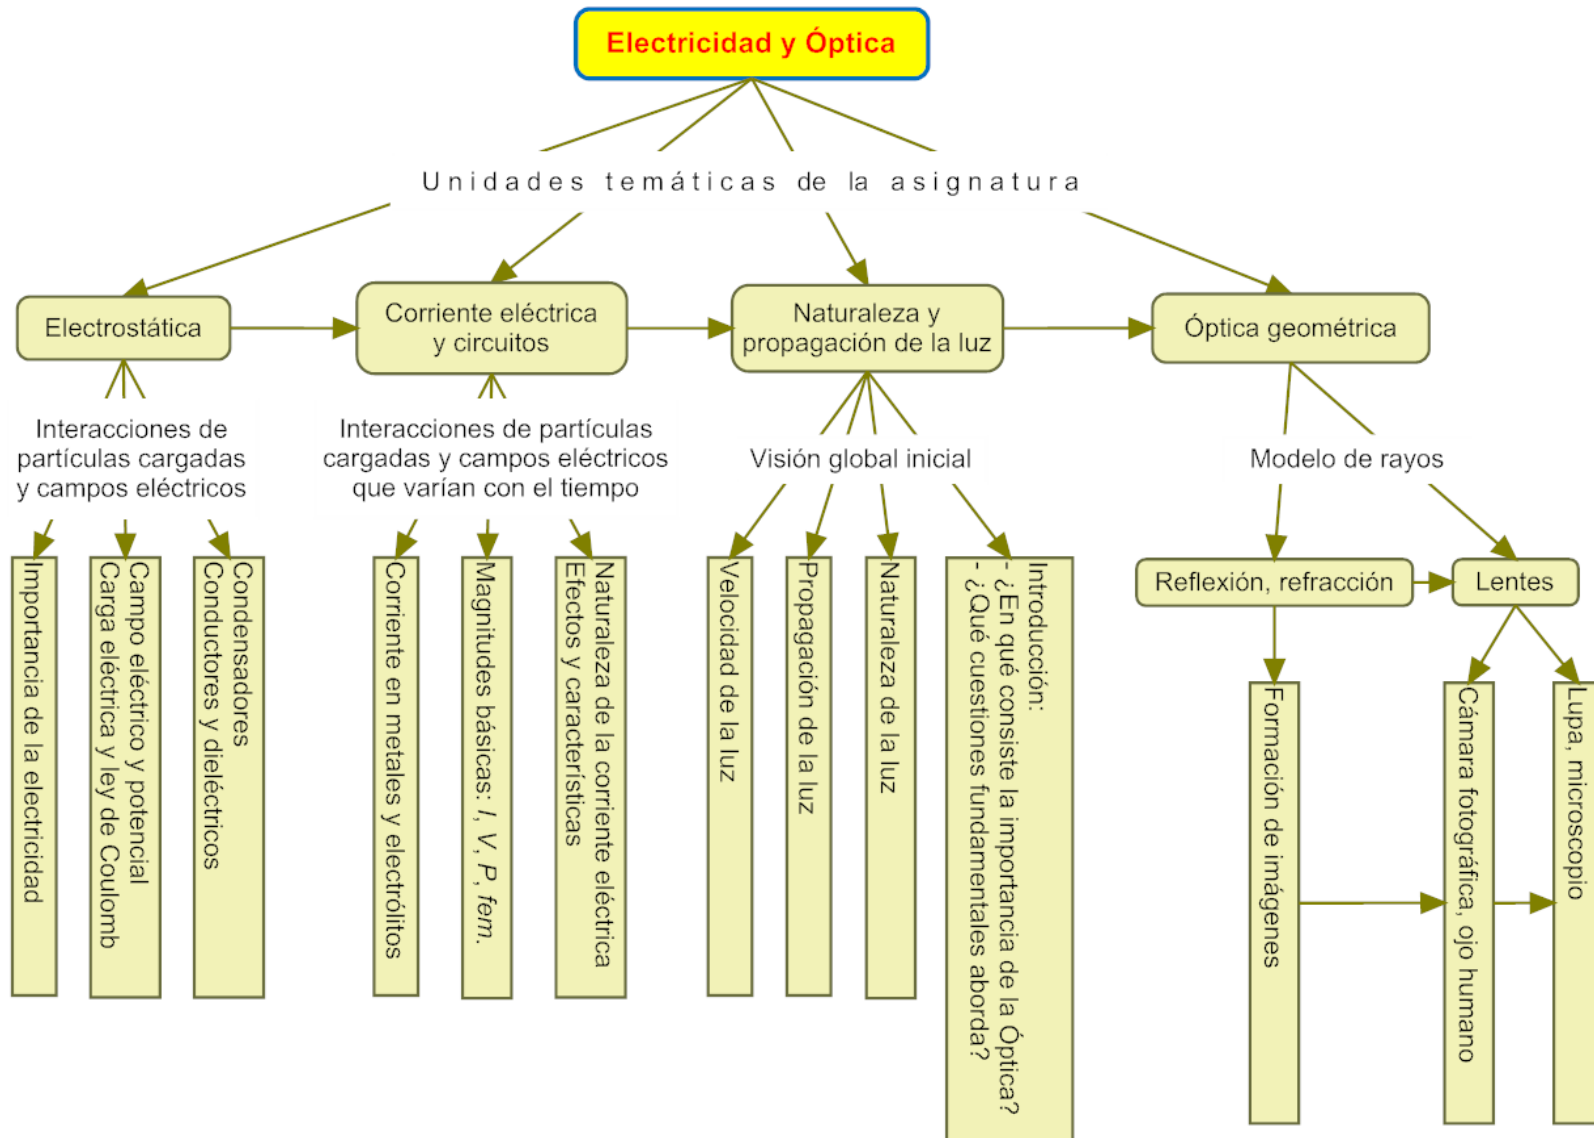 Electricidad y Óptica
Unidades temáticas de la asignatura
Electrostática
Corriente eléctrica
y circuitos
Naturaleza y
propagación de la luz
Óptica geométrica
Interacciones de
partículas cargadas
y campos eléctricos
Interacciones de partículas
cargadas y campos eléctricos
que varían con el tiempo
Visión global inicial
Modelo de rayos
Importancia de la electricidad
Campo eléctrico y potencial
Carga eléctrica y ley de Coulomb
Condensadores
Conductores y dieléctricos
Corriente en metales y electrólitos
Magnitudes básicas: I, V, P, fem.
Naturaleza de la corriente eléctrica
Efectos y características
Velocidad de la luz
Propagación de la luz
Naturaleza de la luz
Introducción:
- ¿En qué consiste la importancia de la Óptica?
- ¿Qué cuestiones fundamentales aborda?
Reflexión, refracción
Lentes
Formación de imágenes
Cámara fotográfica, ojo humano
Lupa, microscopio